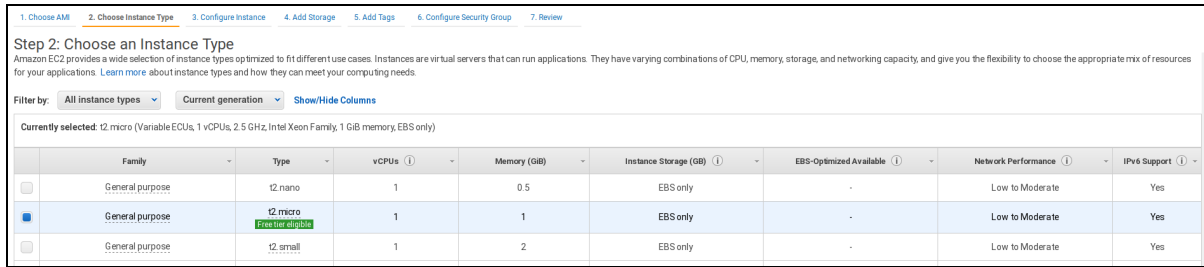 1. Choose AMI 2. Choose Instance Type 3. Configure Instance 4. Add Storage 5. Add Tags 6. Configure Security Group 7. Review
Step 2: Choose an Instance Type
Amazon EC2 provides a wide selection of instance types optimized to fit different use cases. Instances are virtual servers that can run applications. They have varying combinations of CPU, memory, storage, and networking capacity, and give you the flexibility to choose the appropriate mix of resources
for your applications. Learn more about instance types and how they can meet your computing needs.
Filter by: All instance types Current generation Show/Hide Columns
Currently selected: t2.micro (Variable ECUs, 1 vCPUs, 2.5 GHz, Intel Xeon Family, 1 GiB memory, EBS only)
Family Type vCPUs Memory (GiB) Instance Storage (GB) EBS-Optimized Available Network Performance IPv6 Support
General purpose t2.nano 1 0.5 EBS only - Low to Moderate Yes
General purpose t2.micro 1 1 EBS only - Low to Moderate Yes
Free tier eligible
General purpose t2.small 1 2 EBS only - Low to Moderate Yes